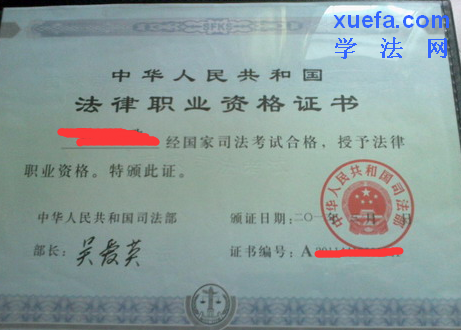 xuefa.com
学法网
中华人民共和国
法律职业资格证书
经国家司法考试合格，授予法律
职业资格。特颁此证。
中华人民共和国司法部
颁证日期：二〇一 年 月 日
部长：吴爱英
证书编号：A
中华人民共和国司法部